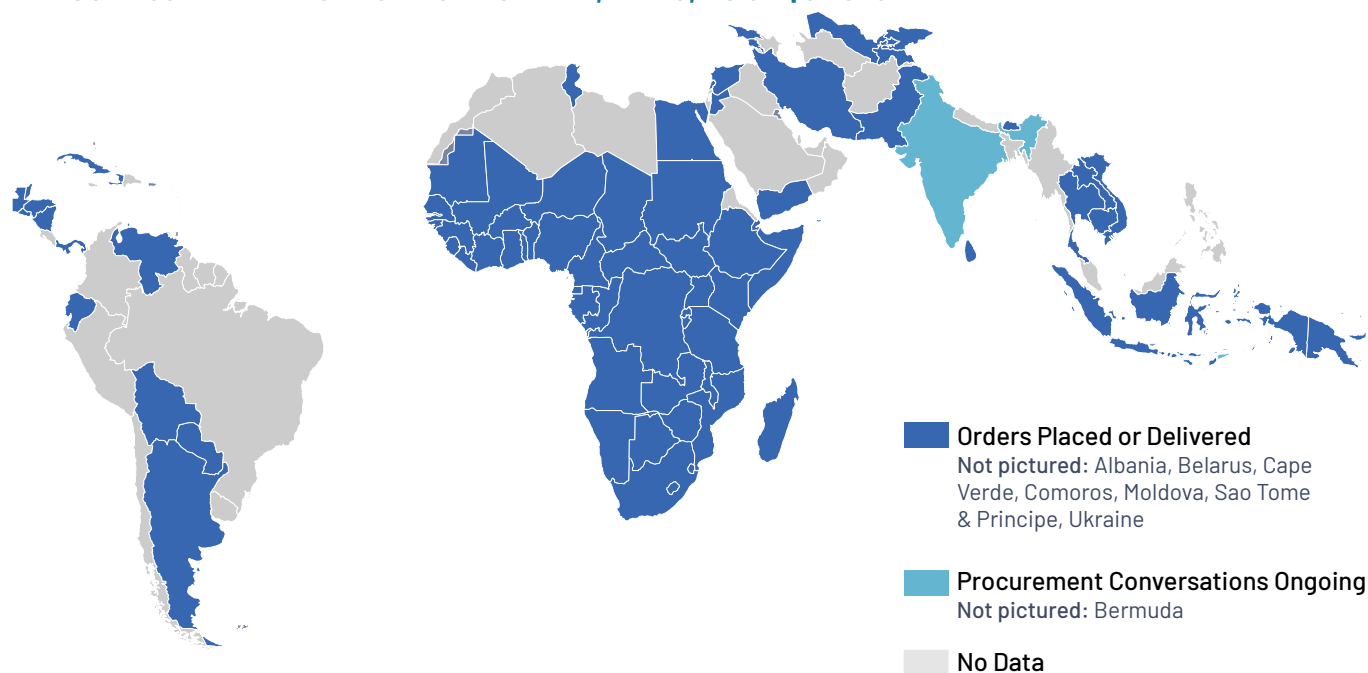 Orders Placed or Delivered
Not pictured: Albania, Belarus, Cape
Verde, Comoros, Moldova, Sao Tome
& Principe, Ukraine
Procurement Conversations Ongoing
Not pictured: Bermuda
No Data